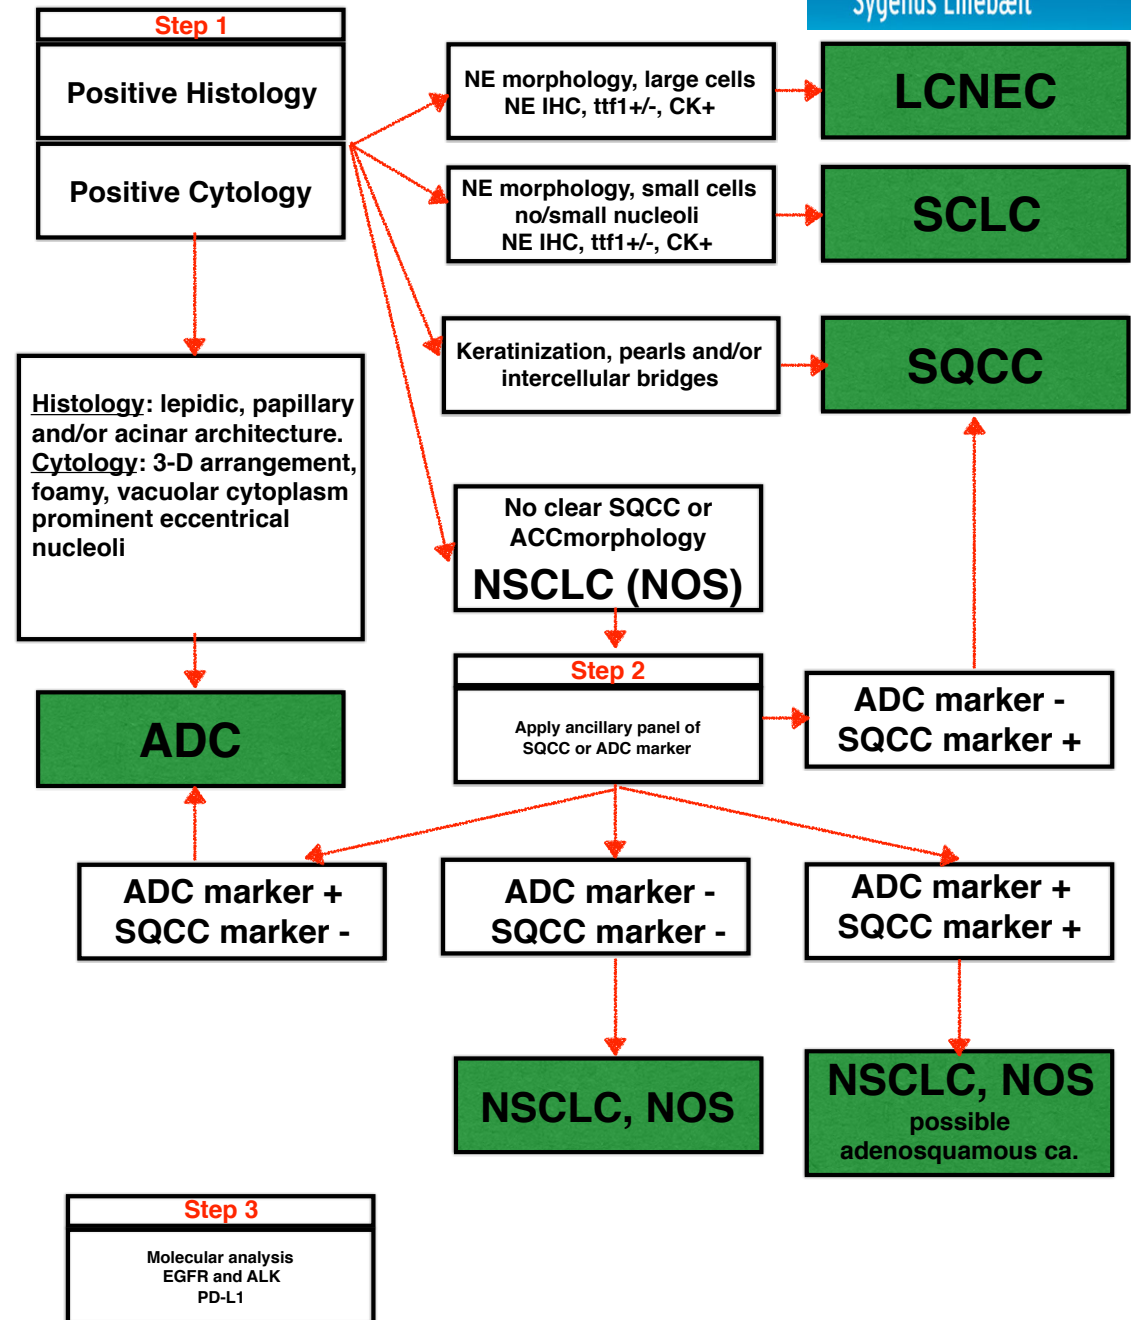 Sygehus Lillebælt
Step 1
Positive Histology
Positive Cytology
NE morphology, large cells
NE IHC, ttf1+/-, CK+
LCNEC
NE morphology, small cells
no/small nucleoli
NE IHC, ttf1+/-, CK+
SCLC
Keratinization, pearls and/or
intercellular bridges
SQCC
Histology: lepidic, papillary
and/or acinar architecture.
Cytology: 3-D arrangement,
foamy, vacuolar cytoplasm
prominent eccentrical
nucleoli
No clear SQCC or
ACCmorphology
NSCLC (NOS)
Step 2
Apply ancillary panel of
SQCC or ADC marker
ADC marker -
SQCC marker +
ADC
ADC marker +
SQCC marker -
ADC marker -
SQCC marker -
ADC marker +
SQCC marker +
NSCLC, NOS
NSCLC, NOS
possible
adenosquamous ca.
Step 3
Molecular analysis
EGFR and ALK
PD-L1